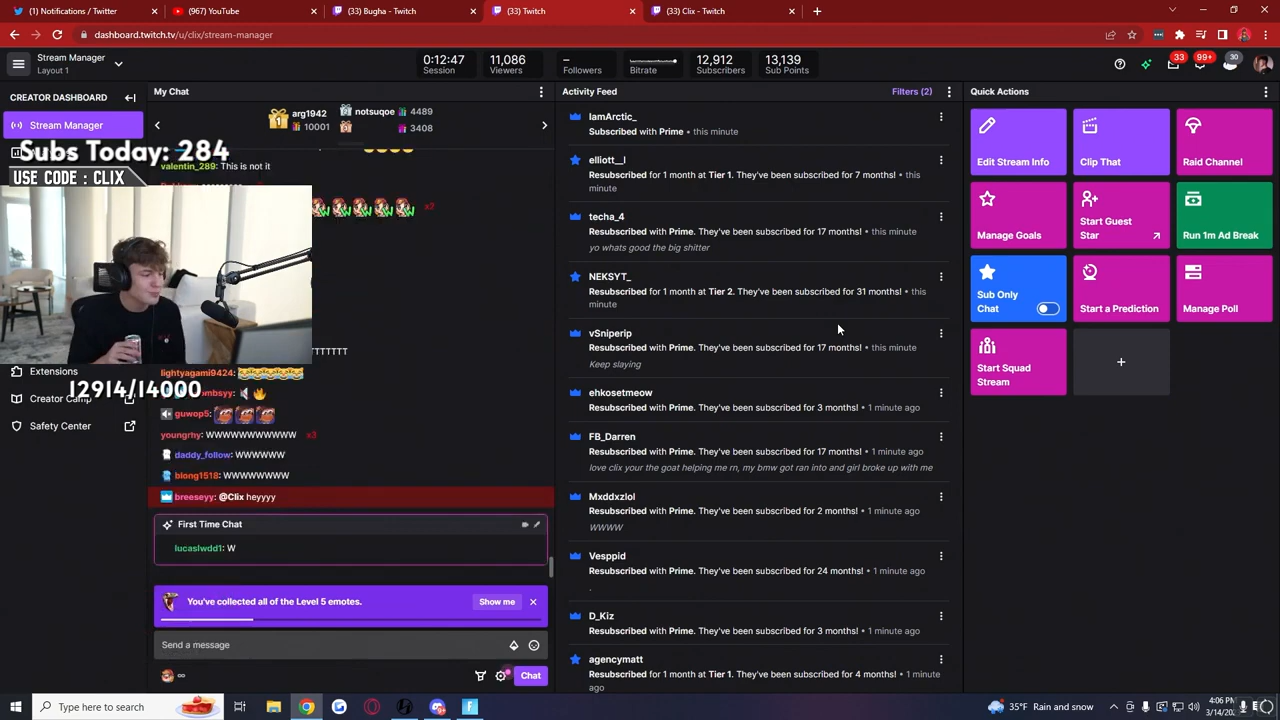 (1) Notifications / Twitter
(967) YouTube
(33) Bugha - Twitch
(33) Twitch
(33) Clix - Twitch
dashboard.twitch.tv/u/clix/stream-manager
Stream Manager
Layout 1
0:12:47
Session
11,086
Viewers
–
Followers
Bitrate
12,912
Subscribers
13,139
Sub Points
33
99+
30
CREATOR DASHBOARD
Stream Manager
Subs Today: 284
USE CODE : CLIX
Extensions
12914/14000
Creator Camp
Safety Center
My Chat
1
arg1942
10001
notsuqoe
4489
3408
valentin_289: This is not it
x2
lightyagami9424:
guwop5:
youngrhy: WWWWWWWWWWW x3
daddy_follow: WWWWWW
blong1518: WWWWWWWW
breeseyy: @Clix heyyyy
First Time Chat
lucaslwdd1: W
You've collected all of the Level 5 emotes.
Show me
Send a message
∞
Chat
Activity Feed
Filters (2)
IamArctic_
Subscribed with Prime • this minute
elliott__l
Resubscribed for 1 month at Tier 1. They've been subscribed for 7 months! • this
minute
techa_4
Resubscribed with Prime. They've been subscribed for 17 months! • this minute
yo whats good the big shitter
NEKSYT_
Resubscribed for 1 month at Tier 2. They've been subscribed for 31 months! • this
minute
vSniperip
Resubscribed with Prime. They've been subscribed for 17 months! • this minute
Keep slaying
ehkosetmeow
Resubscribed with Prime. They've been subscribed for 3 months! • 1 minute ago
FB_Darren
Resubscribed with Prime. They've been subscribed for 17 months! • 1 minute ago
love clix your the goat helping me rn, my bmw got ran into and girl broke up with me
Mxddxzlol
Resubscribed with Prime. They've been subscribed for 2 months! • 1 minute ago
WWWW
Vesppid
Resubscribed with Prime. They've been subscribed for 24 months! • 1 minute ago
.
D_Kiz
Resubscribed with Prime. They've been subscribed for 3 months! • 1 minute ago
agencymatt
Resubscribed for 1 month at Tier 1. They've been subscribed for 4 months! • 1 minute
ago
Quick Actions
Edit Stream Info
Clip That
Raid Channel
Manage Goals
Start Guest
Star
Run 1m Ad Break
Sub Only
Chat
Start a Prediction
Manage Poll
Start Squad
Stream
Type here to search
35°F Rain and snow
4:06 PM